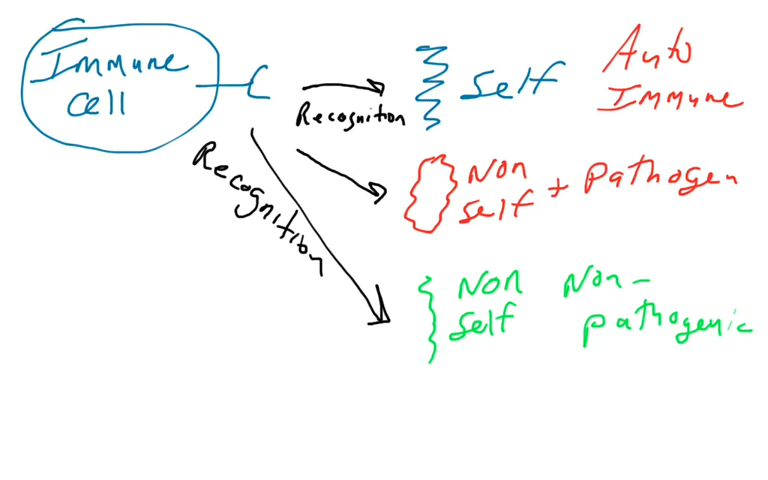 Immune
cell
Recognition
Self
Auto
Immune
Non
self + pathogen
Recognition
Non
self
Non-
pathogenic